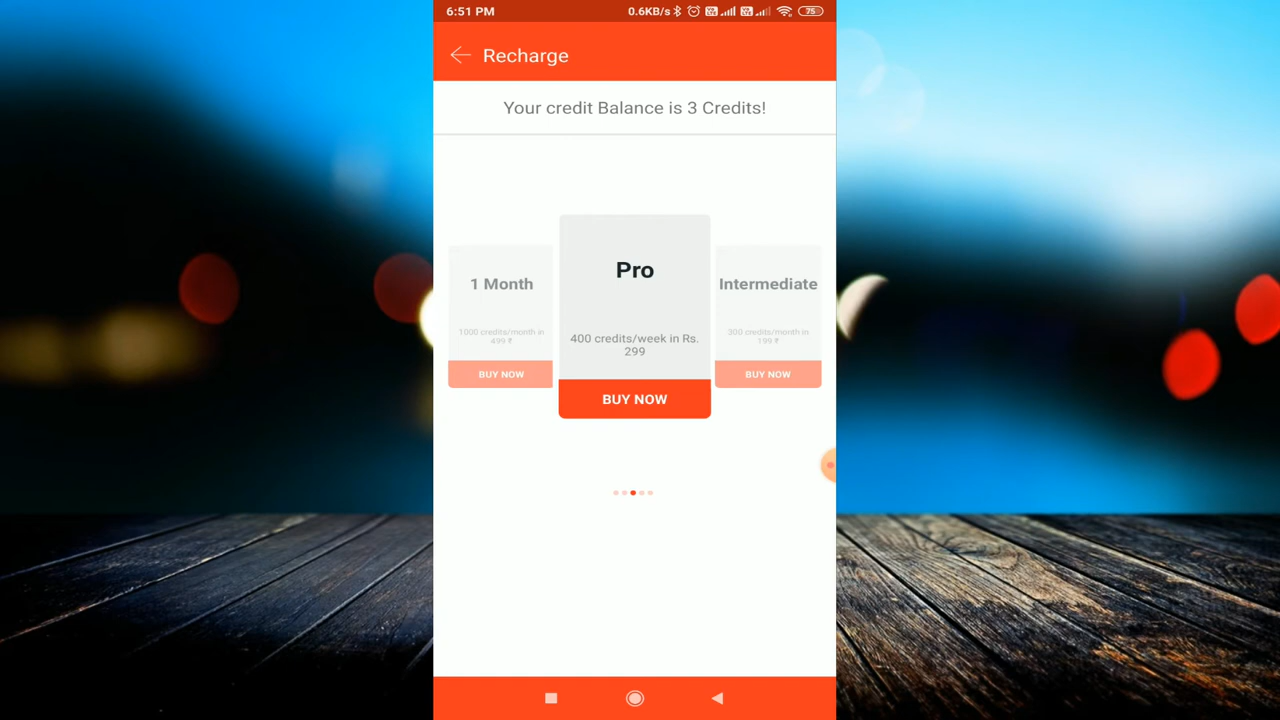 6:51 PM
0.6KB/s
75
Recharge
Your credit Balance is 3 Credits!
1 Month
1000 credits/month in
499 ₹
BUY NOW
Pro
400 credits/week in Rs.
299
BUY NOW
Intermediate
300 credits/month in
199 ₹
BUY NOW